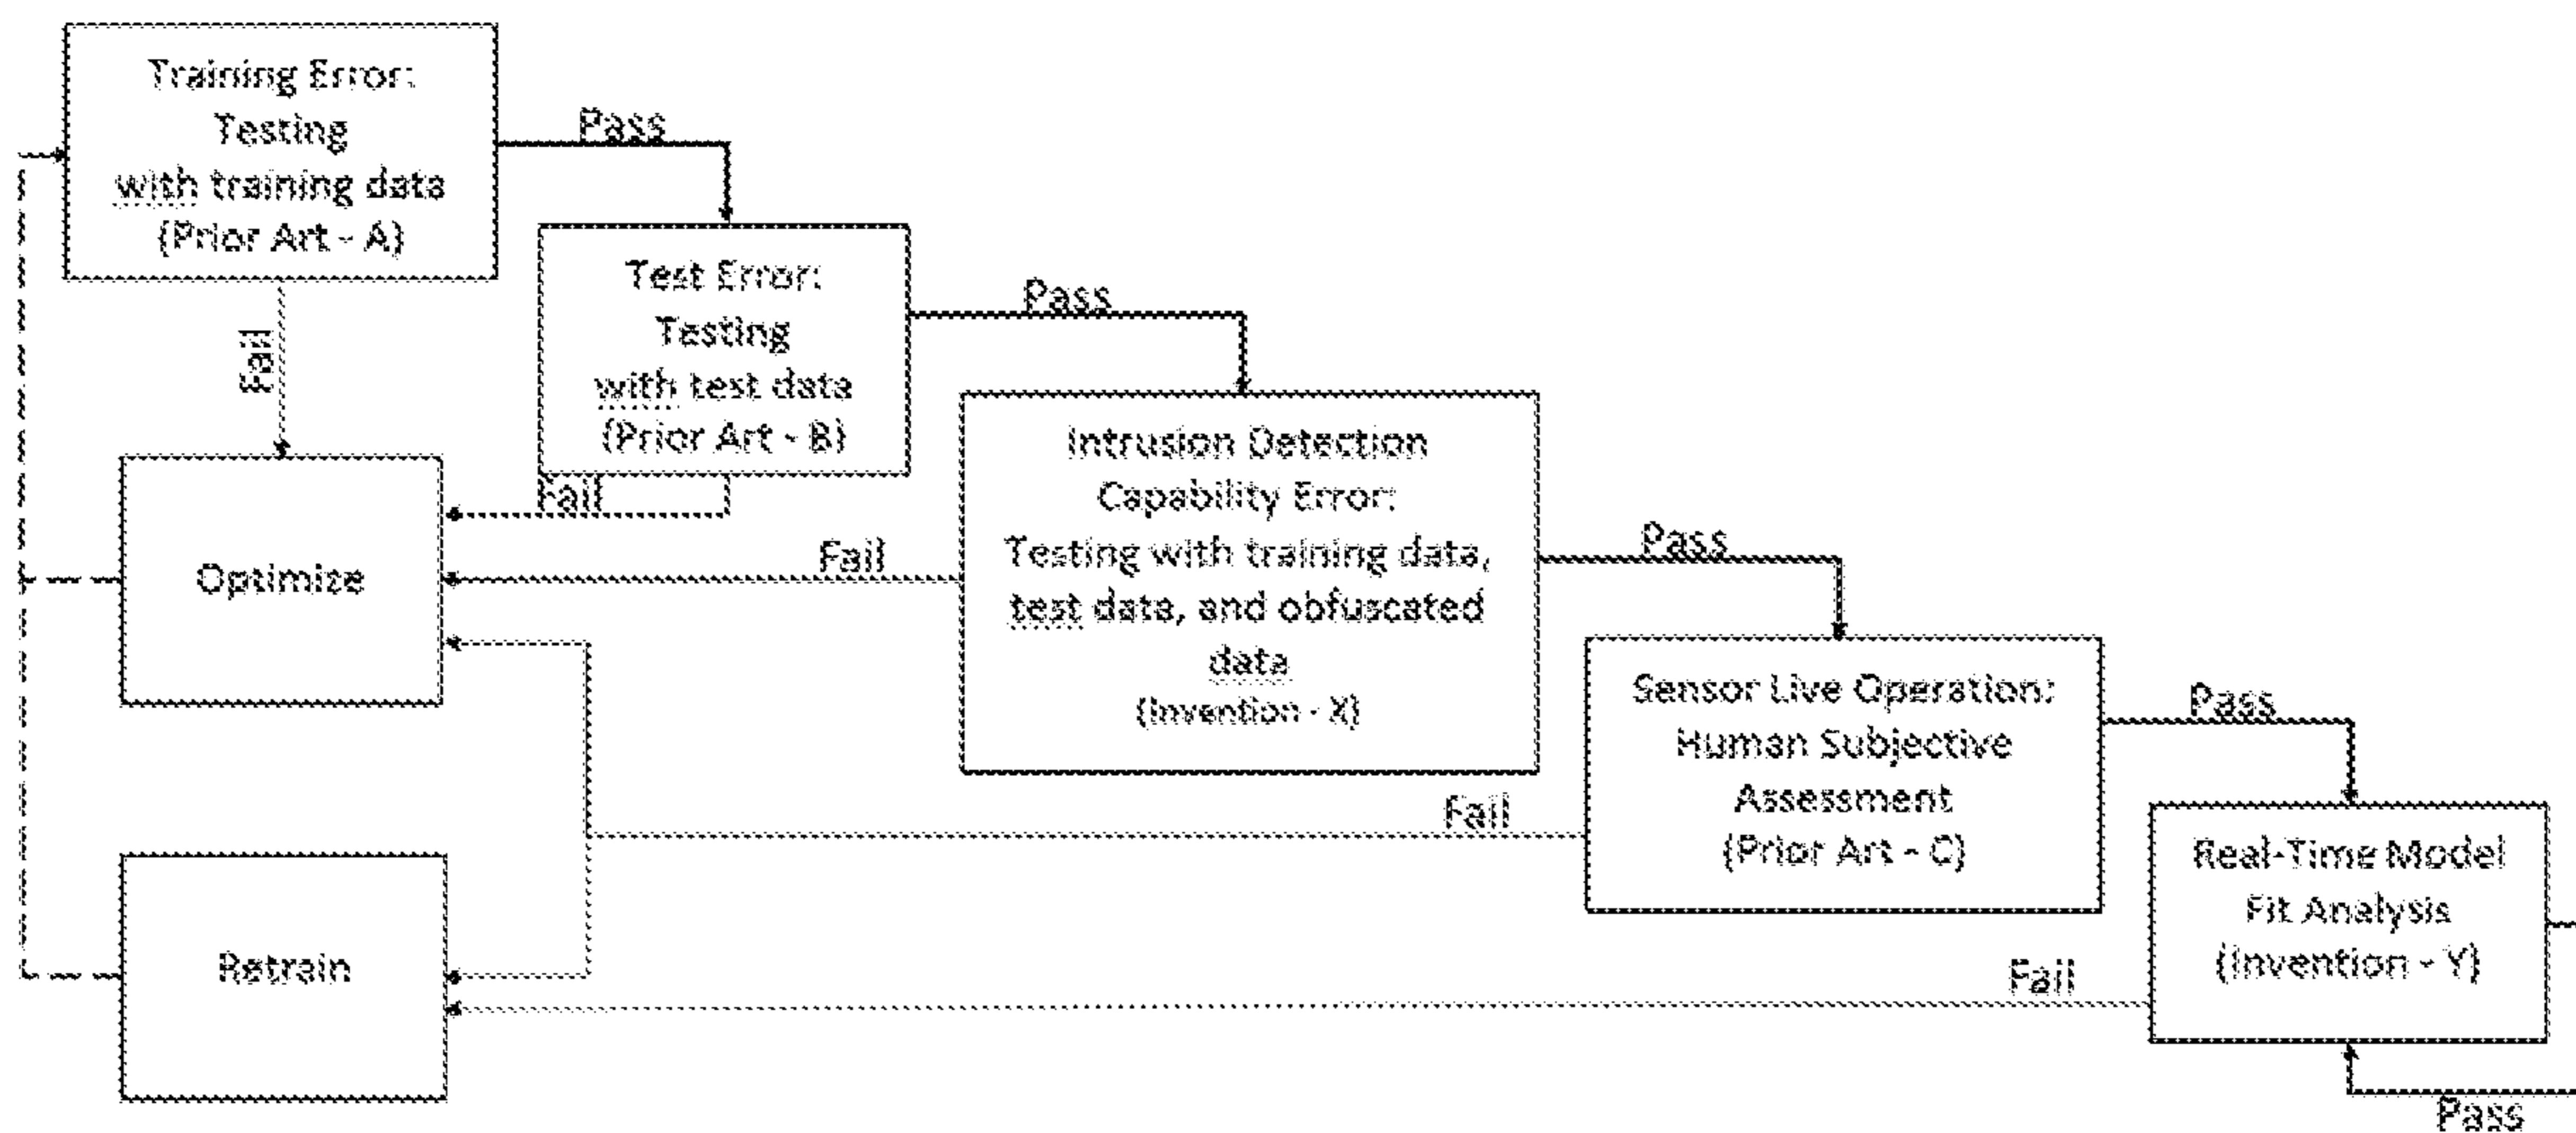 Training Error:
Testing
with training data
(Prior Art - A)
Pass
Fail
Test Error:
Testing
with test data
(Prior Art - B)
Pass
Fail
Intrusion Detection
Capability Error:
Testing with training data,
test data, and obfuscated
data
(Invention - X)
Pass
Fail
Optimize
Sensor Live Operation:
Human Subjective
Assessment
(Prior Art - C)
Pass
Fail
Real-Time Model
Fit Analysis
(Invention - Y)
Fail
Retrain
Pass